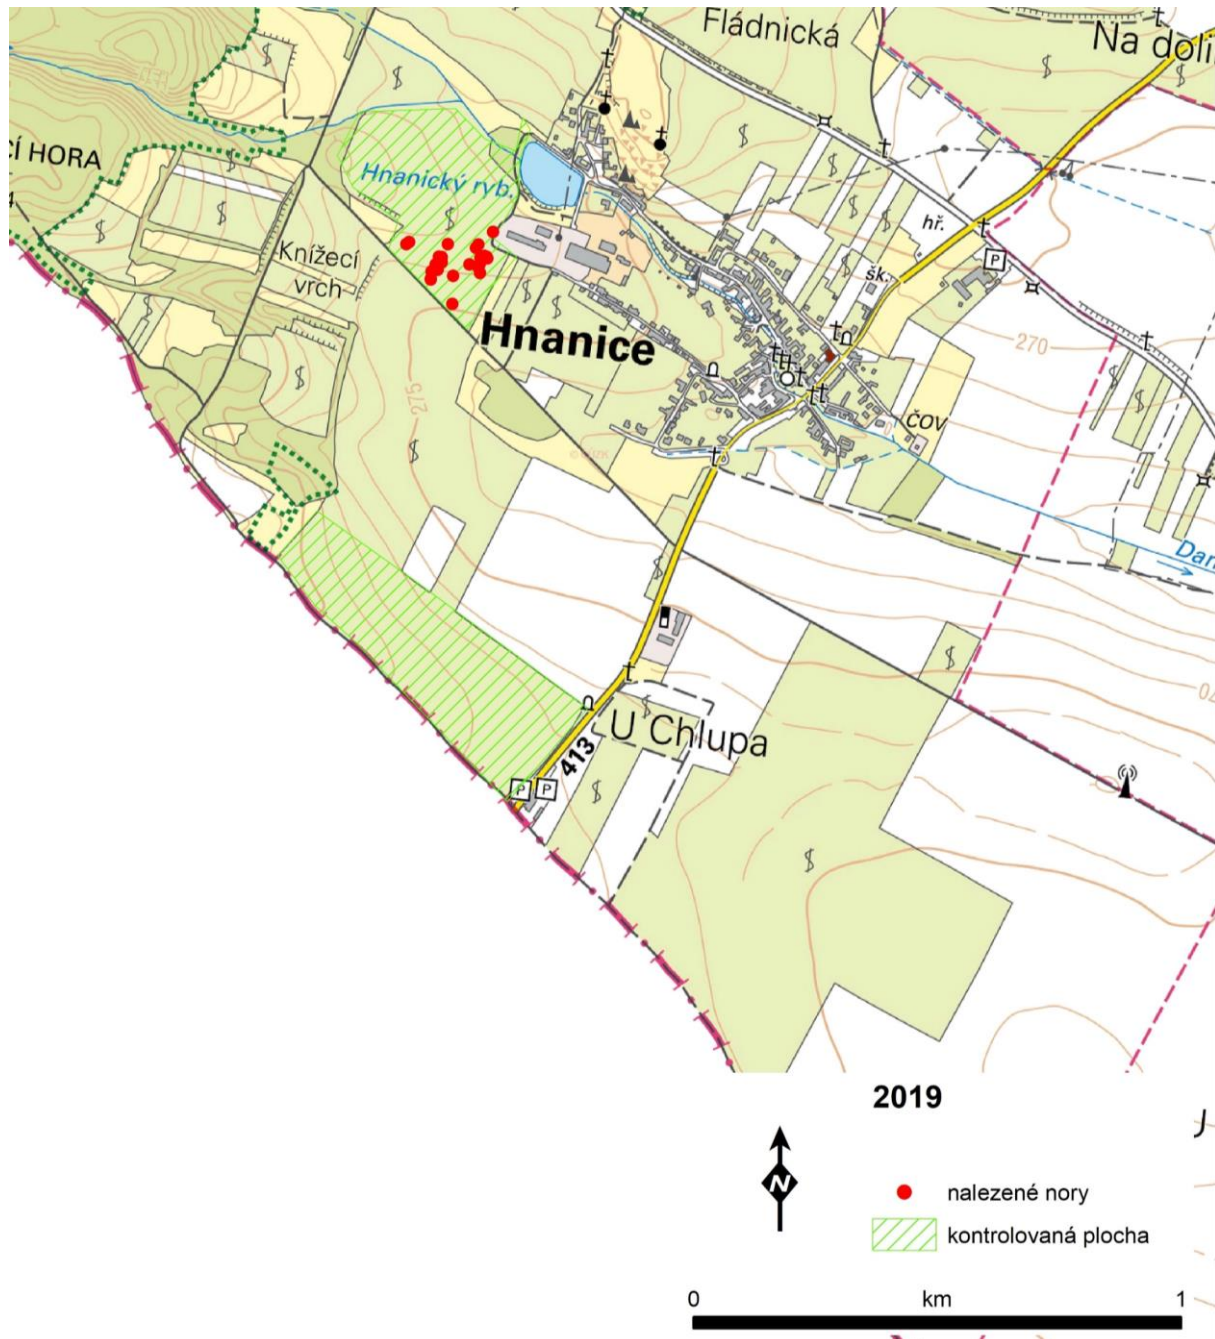 Fládnická
Na doli
CÍ HORA
Hnanický ryb.
hř.
P
Knížecí
vrch
šk.
Hnanice
270
275
ČOV
Dan
U Chlupa
413
P P
2019
N
nalezené nory
kontrolovaná plocha
0 km 1